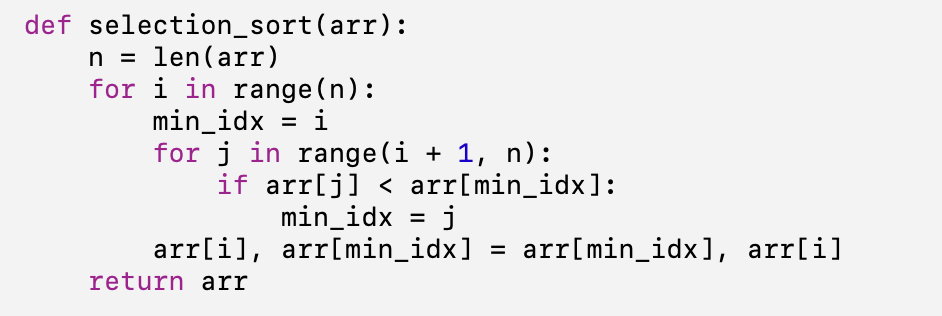 def selection_sort(arr):
    n = len(arr)
    for i in range(n):
        min_idx = i
        for j in range(i + 1, n):
            if arr[j] < arr[min_idx]:
                min_idx = j
        arr[i], arr[min_idx] = arr[min_idx], arr[i]
    return arr